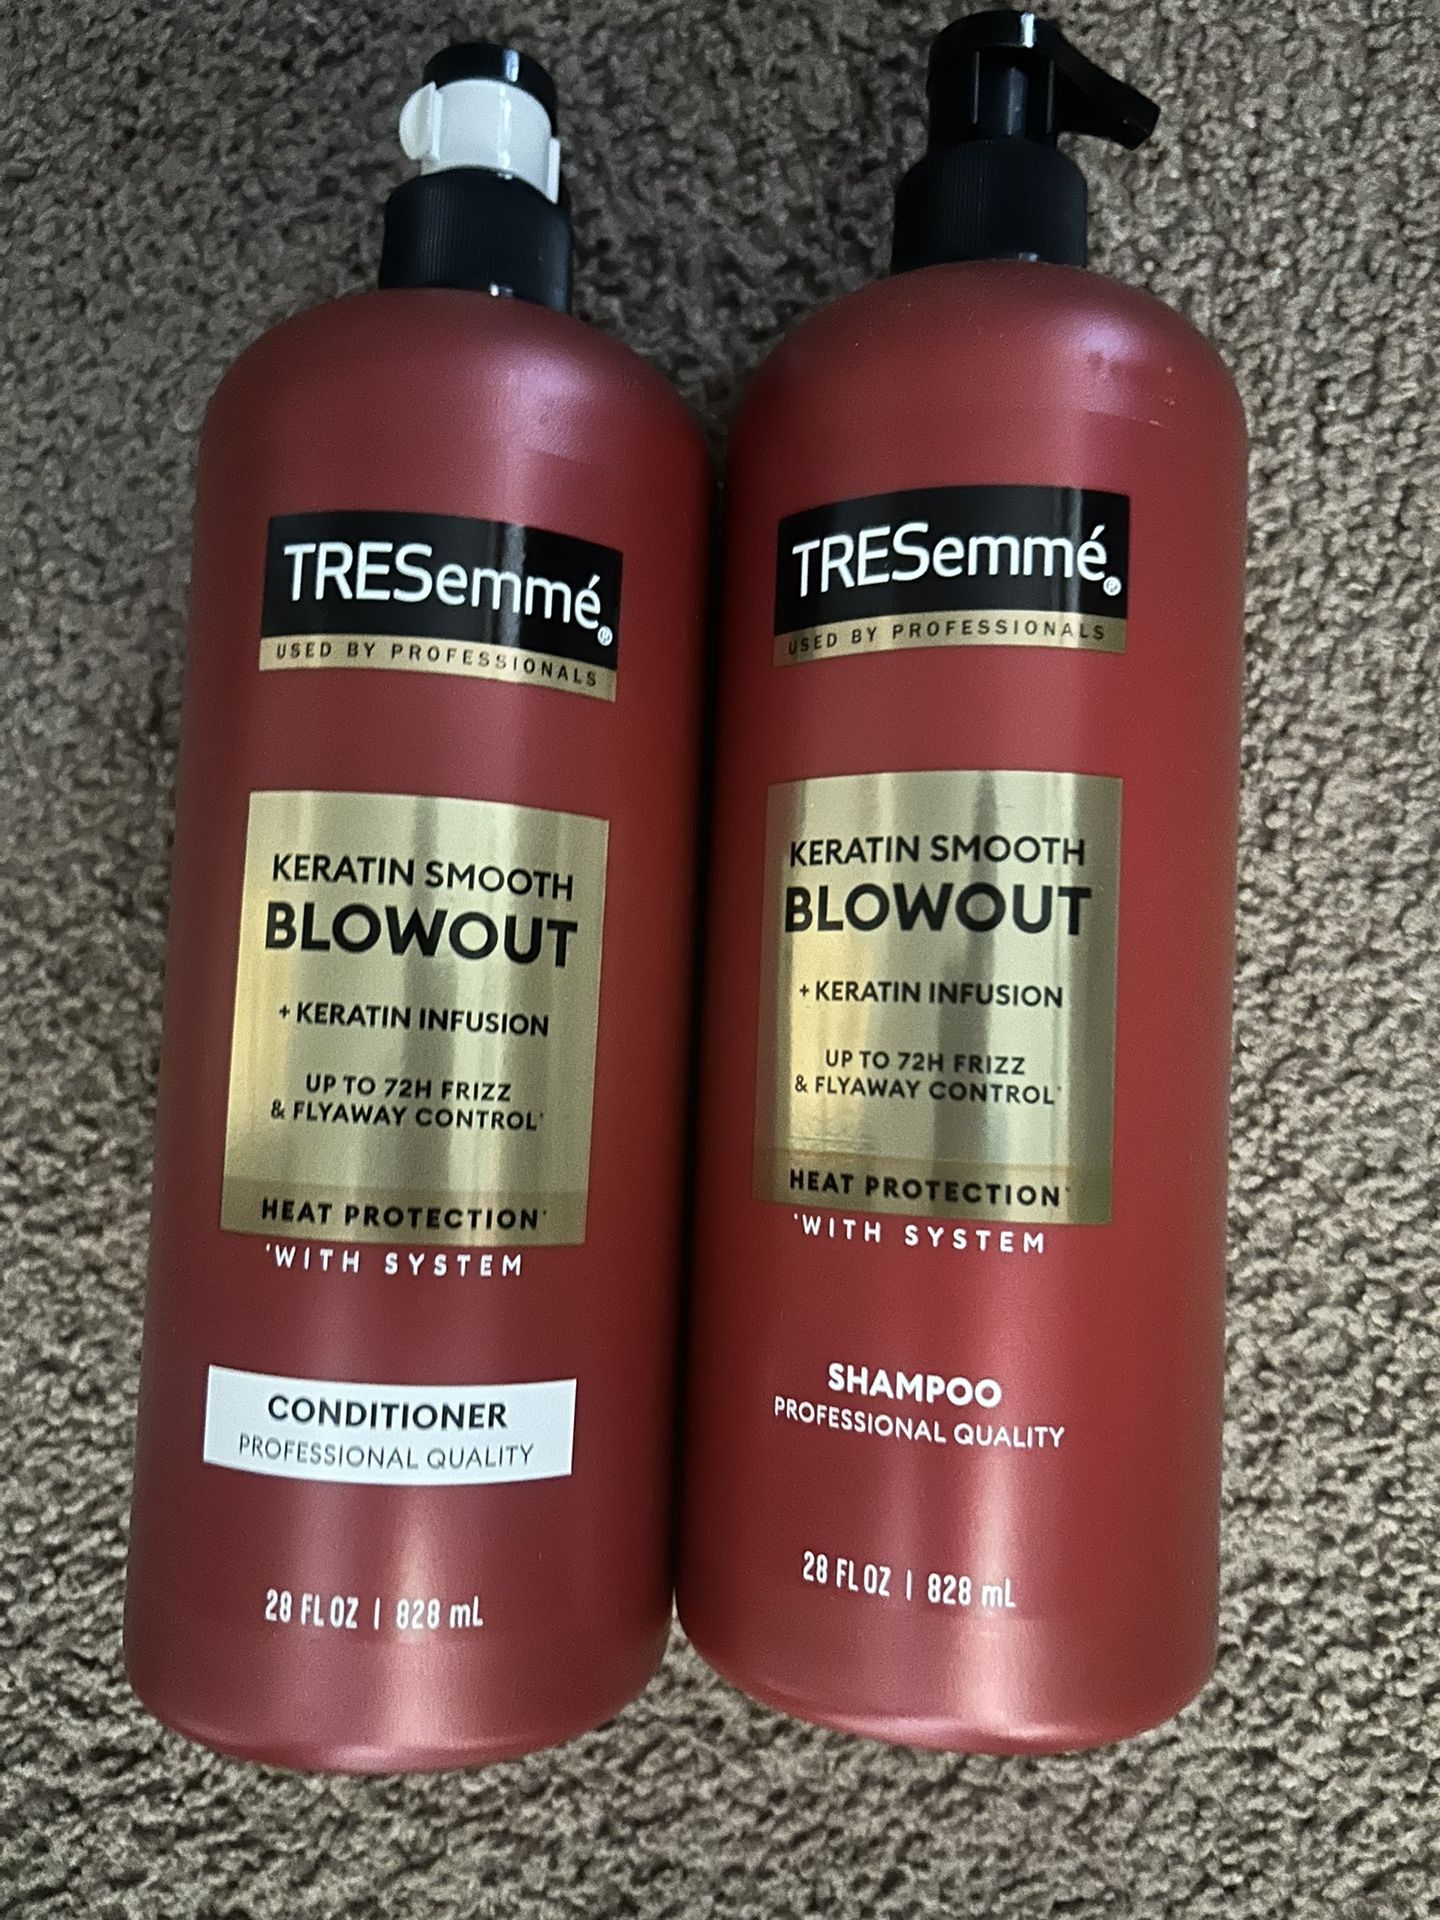 TRESemmé®
USED BY PROFESSIONALS
KERATIN SMOOTH
BLOWOUT
+ KERATIN INFUSION
UP TO 72H FRIZZ
& FLYAWAY CONTROL*
HEAT PROTECTION*
*WITH SYSTEM
CONDITIONER
PROFESSIONAL QUALITY
28 FL OZ | 828 mL
TRESemmé®
USED BY PROFESSIONALS
KERATIN SMOOTH
BLOWOUT
+ KERATIN INFUSION
UP TO 72H FRIZZ
& FLYAWAY CONTROL*
HEAT PROTECTION*
*WITH SYSTEM
SHAMPOO
PROFESSIONAL QUALITY
28 FL OZ | 828 mL